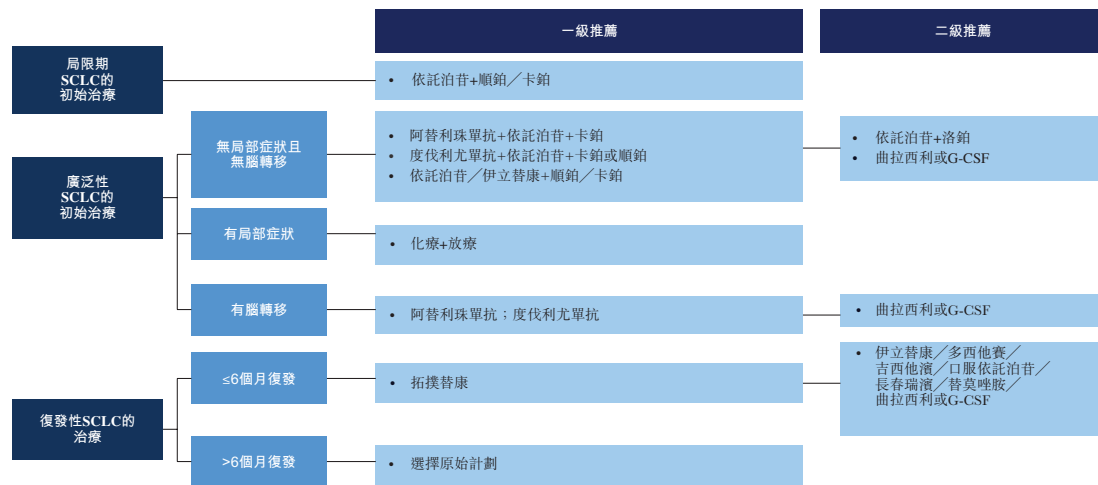 一級推薦
二級推薦
局限期
SCLC的
初始治療
• 依託泊苷+順鉑／卡鉑
廣泛性
SCLC的
初始治療
無局部症狀且
無腦轉移
• 阿替利珠單抗+依託泊苷+卡鉑
• 度伐利尤單抗+依託泊苷+卡鉑或順鉑
• 依託泊苷／伊立替康+順鉑／卡鉑
• 依託泊苷+洛鉑
• 曲拉西利或G-CSF
有局部症狀
• 化療+放療
有腦轉移
• 阿替利珠單抗；度伐利尤單抗
• 曲拉西利或G-CSF
復發性SCLC的
治療
≤6個月復發
• 拓撲替康
• 伊立替康／多西他賽／
吉西他濱／口服依託泊苷／
長春瑞濱／替莫唑胺／
曲拉西利或G-CSF
>6個月復發
• 選擇原始計劃